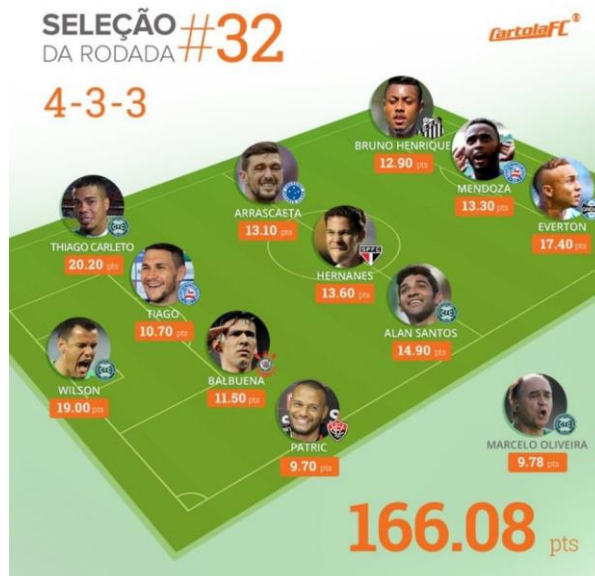 SELEÇÃO
DA RODADA #32
CartolaFC®
4-3-3
BRUNO HENRIQUE
12.90 pts
MENDOZA
13.30 pts
EVERTON
17.40 pts
ARRASCAETA
13.10 pts
HERNANES
13.60 pts
ALAN SANTOS
14.90 pts
THIAGO CARLETO
20.20 pts
TIAGO
10.70 pts
BALBUENA
11.50 pts
PATRIC
9.70 pts
WILSON
19.00 pts
MARCELO OLIVEIRA
9.78 pts
166.08 pts
SPFC